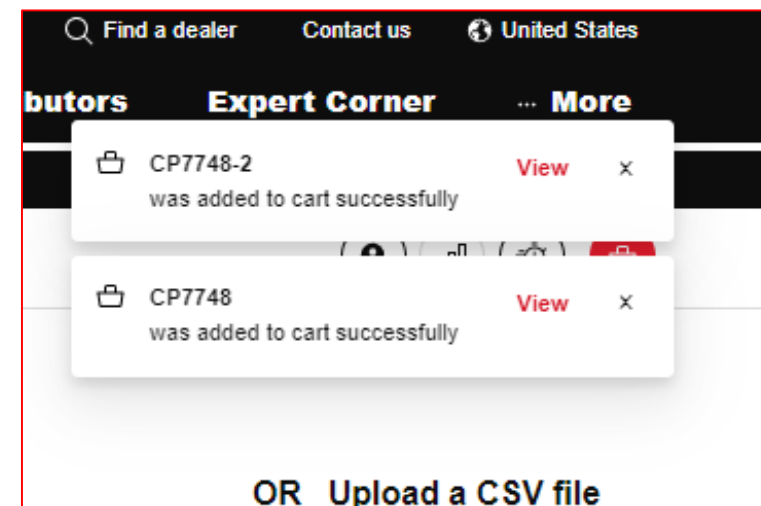 Find a dealer Contact us United States
butors Expert Corner ... More
CP7748-2 View x
was added to cart successfully
CP7748 View x
was added to cart successfully
OR Upload a CSV file